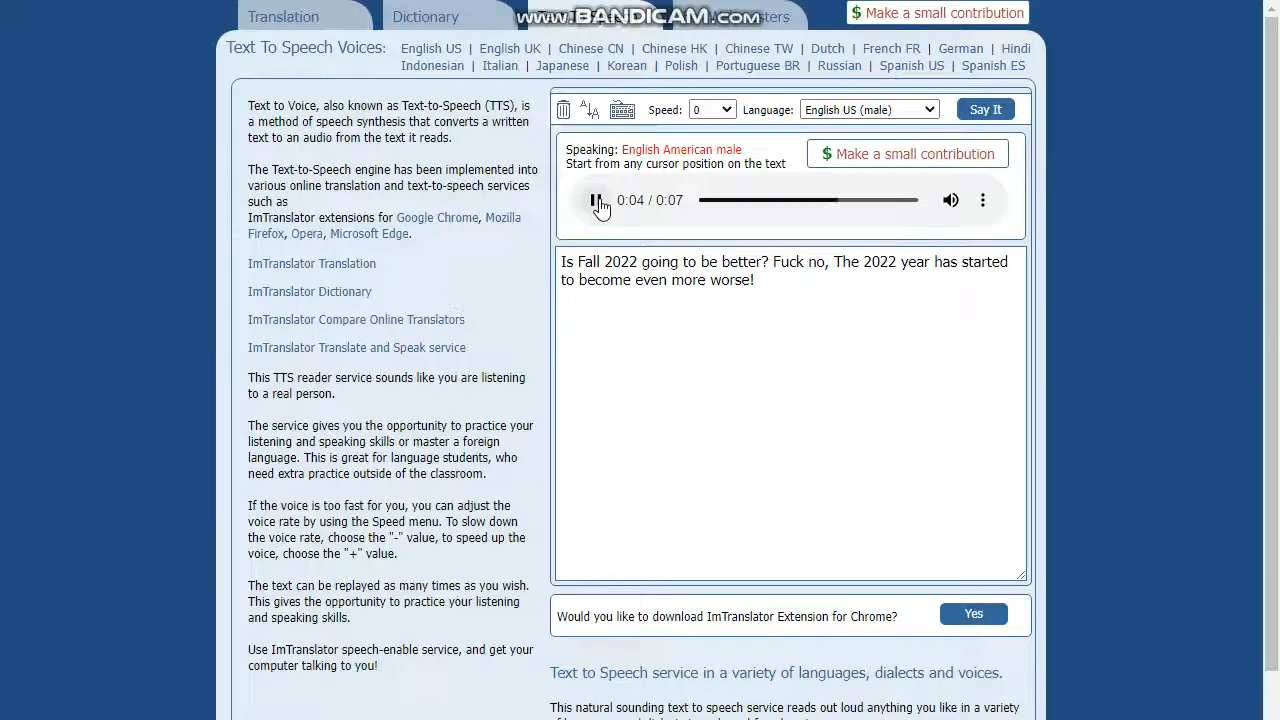 Translation
Dictionary
www.BANDICAM.com
$ Make a small contribution
Text To Speech Voices: English US | English UK | Chinese CN | Chinese HK | Chinese TW | Dutch | French FR | German | Hindi
Indonesian | Italian | Japanese | Korean | Polish | Portuguese BR | Russian | Spanish US | Spanish ES
Text to Voice, also known as Text-to-Speech (TTS), is
a method of speech synthesis that converts a written
text to an audio from the text it reads.
The Text-to-Speech engine has been implemented into
various online translation and text-to-speech services
such as
ImTranslator extensions for Google Chrome, Mozilla
Firefox, Opera, Microsoft Edge.
ImTranslator Translation
ImTranslator Dictionary
ImTranslator Compare Online Translators
ImTranslator Translate and Speak service
This TTS reader service sounds like you are listening
to a real person.
The service gives you the opportunity to practice your
listening and speaking skills or master a foreign
language. This is great for language students, who
need extra practice outside of the classroom.
If the voice is too fast for you, you can adjust the
voice rate by using the Speed menu. To slow down
the voice rate, choose the "-" value, to speed up the
voice, choose the "+" value.
The text can be replayed as many times as you wish.
This gives the opportunity to practice your listening
and speaking skills.
Use ImTranslator speech-enable service, and get your
computer talking to you!
Speed: 0 Language: English US (male) Say It
Speaking: English American male
Start from any cursor position on the text
$ Make a small contribution
0:04 / 0:07
Is Fall 2022 going to be better? Fuck no, The 2022 year has started
to become even more worse!
Would you like to download ImTranslator Extension for Chrome? Yes
Text to Speech service in a variety of languages, dialects and voices.
This natural sounding text to speech service reads out loud anything you like in a variety